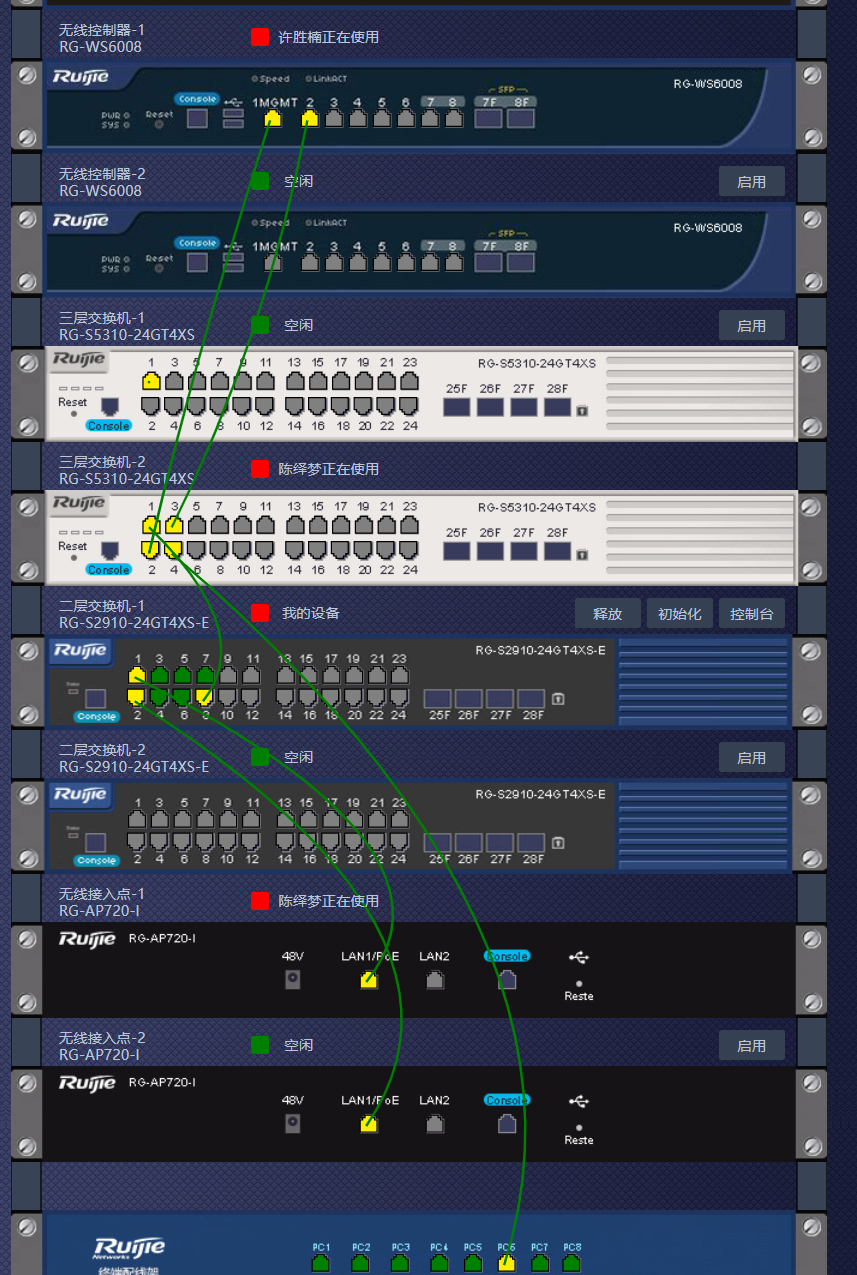 无线控制器-1
RG-WS6008
许胜楠正在使用
Ruijie
Speed LinkACT
RG-WS6008
Console
SFP
1MGMT 2 3 4 5 6 7 8 7F 8F
PWR
SYS
Reset
无线控制器-2
RG-WS6008
空闲
启用
Ruijie
Speed LinkACT
RG-WS6008
Console
SFP
1MGMT 2 3 4 5 6 7 8 7F 8F
PWR
SYS
Reset
三层交换机-1
RG-S5310-24GT4XS
空闲
启用
Ruijie
1 3 5 7 9 11 13 15 17 19 21 23
RG-S5310-24GT4XS
25F 26F 27F 28F
Reset
Console
2 4 6 8 10 12 14 16 18 20 22 24
三层交换机-2
RG-S5310-24GT4XS
陈绎梦正在使用
Ruijie
1 3 5 7 9 11 13 15 17 19 21 23
RG-S5310-24GT4XS
25F 26F 27F 28F
Reset
Console
2 4 6 8 10 12 14 16 18 20 22 24
二层交换机-1
RG-S2910-24GT4XS-E
我的设备
释放
初始化
控制台
Ruijie
RG-S2910-24GT4XS-E
1 3 5 7 9 11 13 15 17 19 21 23
Console
2 4 6 8 10 12 14 16 18 20 22 24
25F 26F 27F 28F
二层交换机-2
RG-S2910-24GT4XS-E
空闲
启用
Ruijie
RG-S2910-24GT4XS-E
1 3 5 7 9 11 13 15 17 19 21 23
Console
2 4 6 8 10 12 14 16 18 20 22 24
25F 26F 27F 28F
无线接入点-1
RG-AP720-I
陈绎梦正在使用
Ruijie RG-AP720-I
48V LAN1/PoE LAN2 Console
Reste
无线接入点-2
RG-AP720-I
空闲
启用
Ruijie RG-AP720-I
48V LAN1/PoE LAN2 Console
Reste
Ruijie
Networks
PC1 PC2 PC3 PC4 PC5 PC6 PC7 PC8
终端配线架